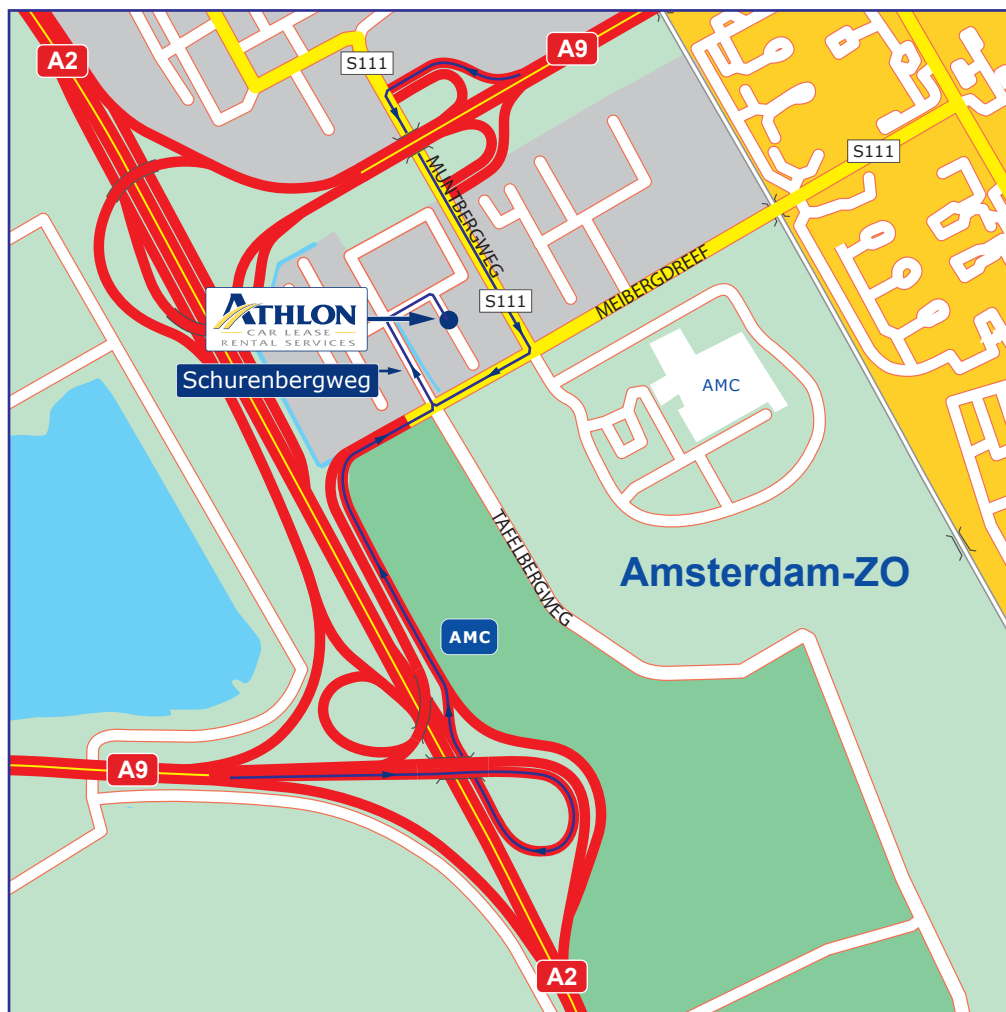 A2
S111
A9
S111
MUNTBERGWEG
MEIBERGDREEF
S111
ATHLON
CAR LEASE
RENTAL SERVICES
Schurenbergweg
AMC
TAFELBERGWEG
Amsterdam-ZO
AMC
A9
A2